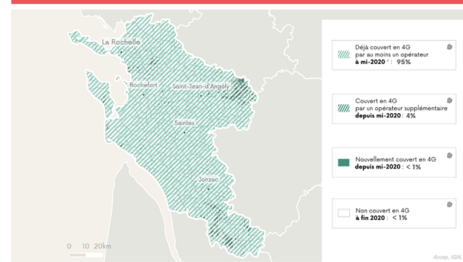 La Rochelle
Rochefort
Saint-Jean-d'Angély
Saintes
Jonzac
0 10 20km
Déjà couvert en 4G
par au moins un opérateur
à mi-2020 : 95%
Couvert en 4G
par un opérateur supplémentaire
depuis mi-2020 : 4%
Nouvellement couvert en 4G
depuis mi-2020 : < 1%
Non couvert en 4G
à fin 2020 : < 1%
Arcep, IGN.